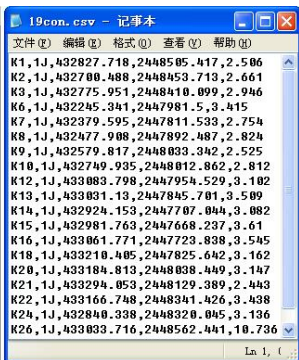 19con.csv - 记事本
文件(F) 编辑(E) 格式(O) 查看(V) 帮助(H)
K1,1J,432827.718,2448505.417,2.506
K2,1J,432700.488,2448453.713,2.661
K3,1J,432775.951,2448410.099,2.946
K6,1J,432245.341,2447981.5,3.415
K7,1J,432379.595,2447811.533,2.754
K8,1J,432477.908,2447892.487,2.824
K9,1J,432579.817,2448033.342,2.525
K10,1J,432749.935,2448012.862,2.812
K12,1J,433083.798,2447954.529,3.102
K13,1J,433031.13,2447845.701,3.509
K14,1J,432924.153,2447707.044,3.082
K15,1J,432981.763,2447668.237,3.61
K16,1J,433061.771,2447723.838,3.545
K18,1J,433210.405,2447825.642,3.162
K20,1J,433184.813,2448038.449,3.147
K21,1J,433294.053,2448129.389,2.443
K22,1J,433166.748,2448341.426,3.438
K24,1J,432840.338,2448320.045,3.136
K26,1J,433033.716,2448562.441,10.736
Ln 1,